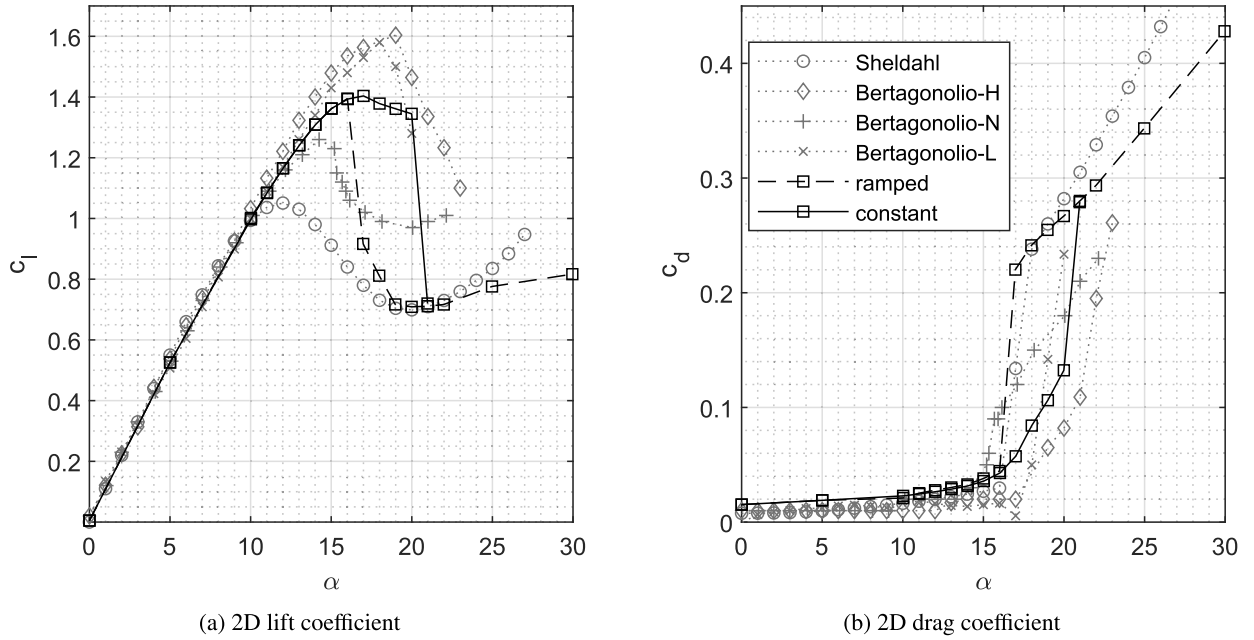 1.6
1.4
1.2
1
0.8
0.6
0.4
0.2
c_l
0 5 10 15 20 25 30
α
(a) 2D lift coefficient
0.4
0.3
0.2
0.1
0
c_d
Sheldahl
Bertagonolio-H
Bertagonolio-N
Bertagonolio-L
ramped
constant
0 5 10 15 20 25 30
α
(b) 2D drag coefficient